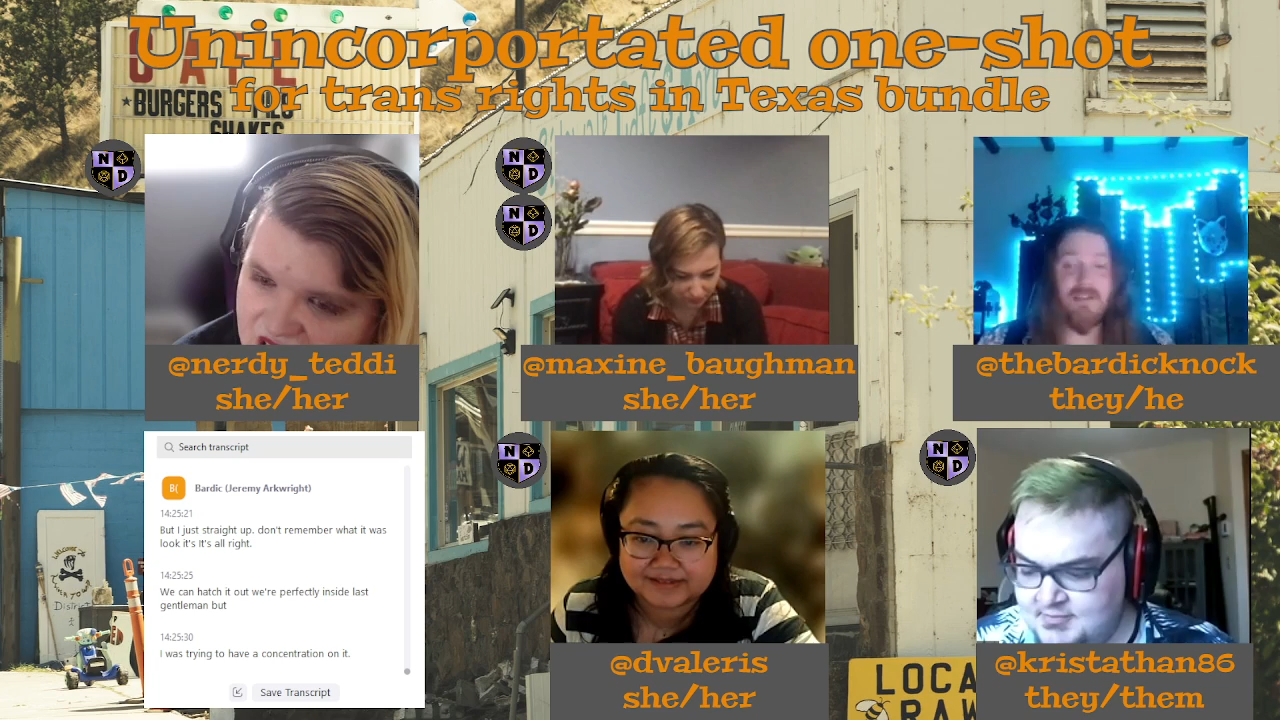 Unincorportated one-shot
for trans rights in Texas bundle
CAFE
★BURGERS PIES
SHAKES
N
D
N
D
N
D
@nerdy_teddi
she/her
@maxine_baughman
she/her
@thebardicknock
they/he
Search transcript
B(
Bardic (Jeremy Arkwright)
14:25:21
But I just straight up. don't remember what it was
look it's It's all right.
14:25:25
We can hatch it out we're perfectly inside last
gentleman but
14:25:30
I was trying to have a concentration on it.
Save Transcript
N
D
N
D
@dvaleris
she/her
@kristathan86
they/them
WELCOME
District
LOCA
RAW